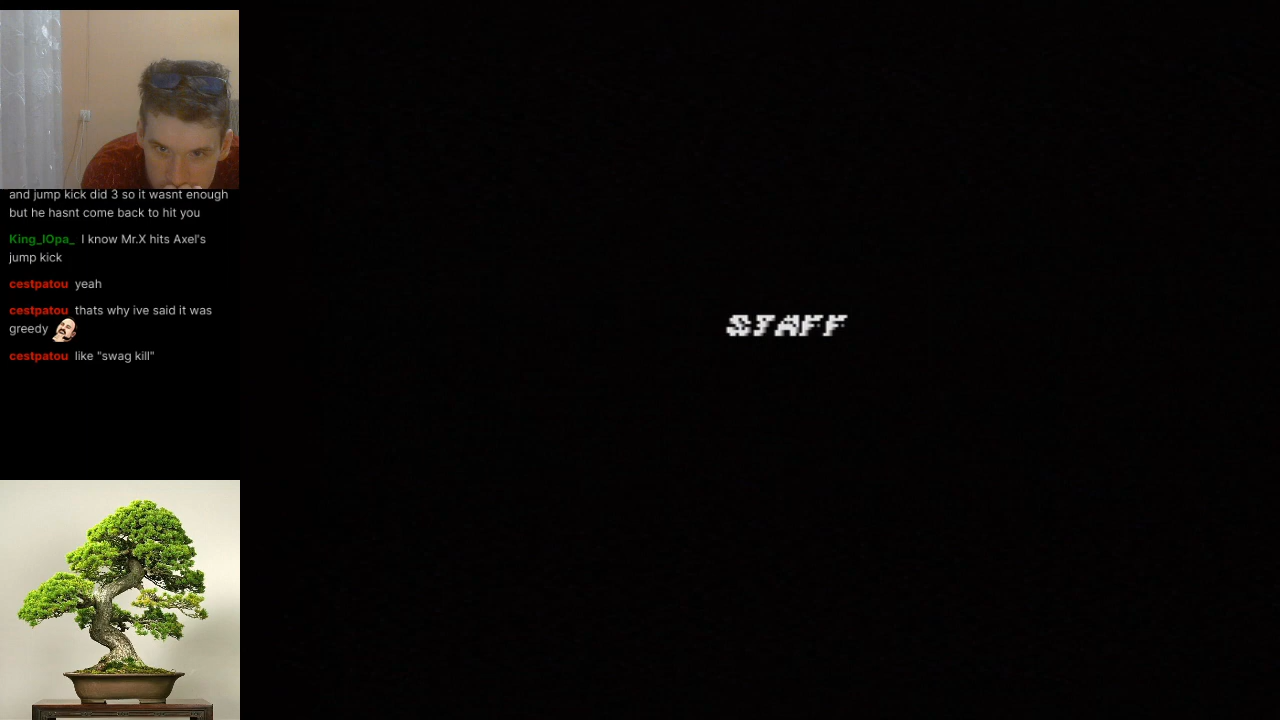 and jump kick did 3 so it wasnt enough
but he hasnt come back to hit you
King_IOpa_ I know Mr.X hits Axel's
jump kick
cestpatou yeah
cestpatou thats why ive said it was
greedy
cestpatou like "swag kill"
STAFF